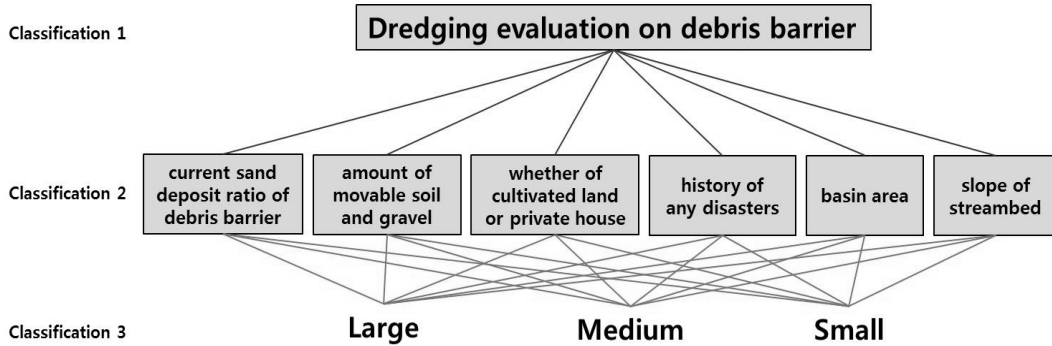 Classification 1
Dredging evaluation on debris barrier
Classification 2
current sand
deposit ratio of
debris barrier
amount of
movable soil
and gravel
whether of
cultivated land
or private house
history of
any disasters
basin area
slope of
streambed
Classification 3
Large
Medium
Small